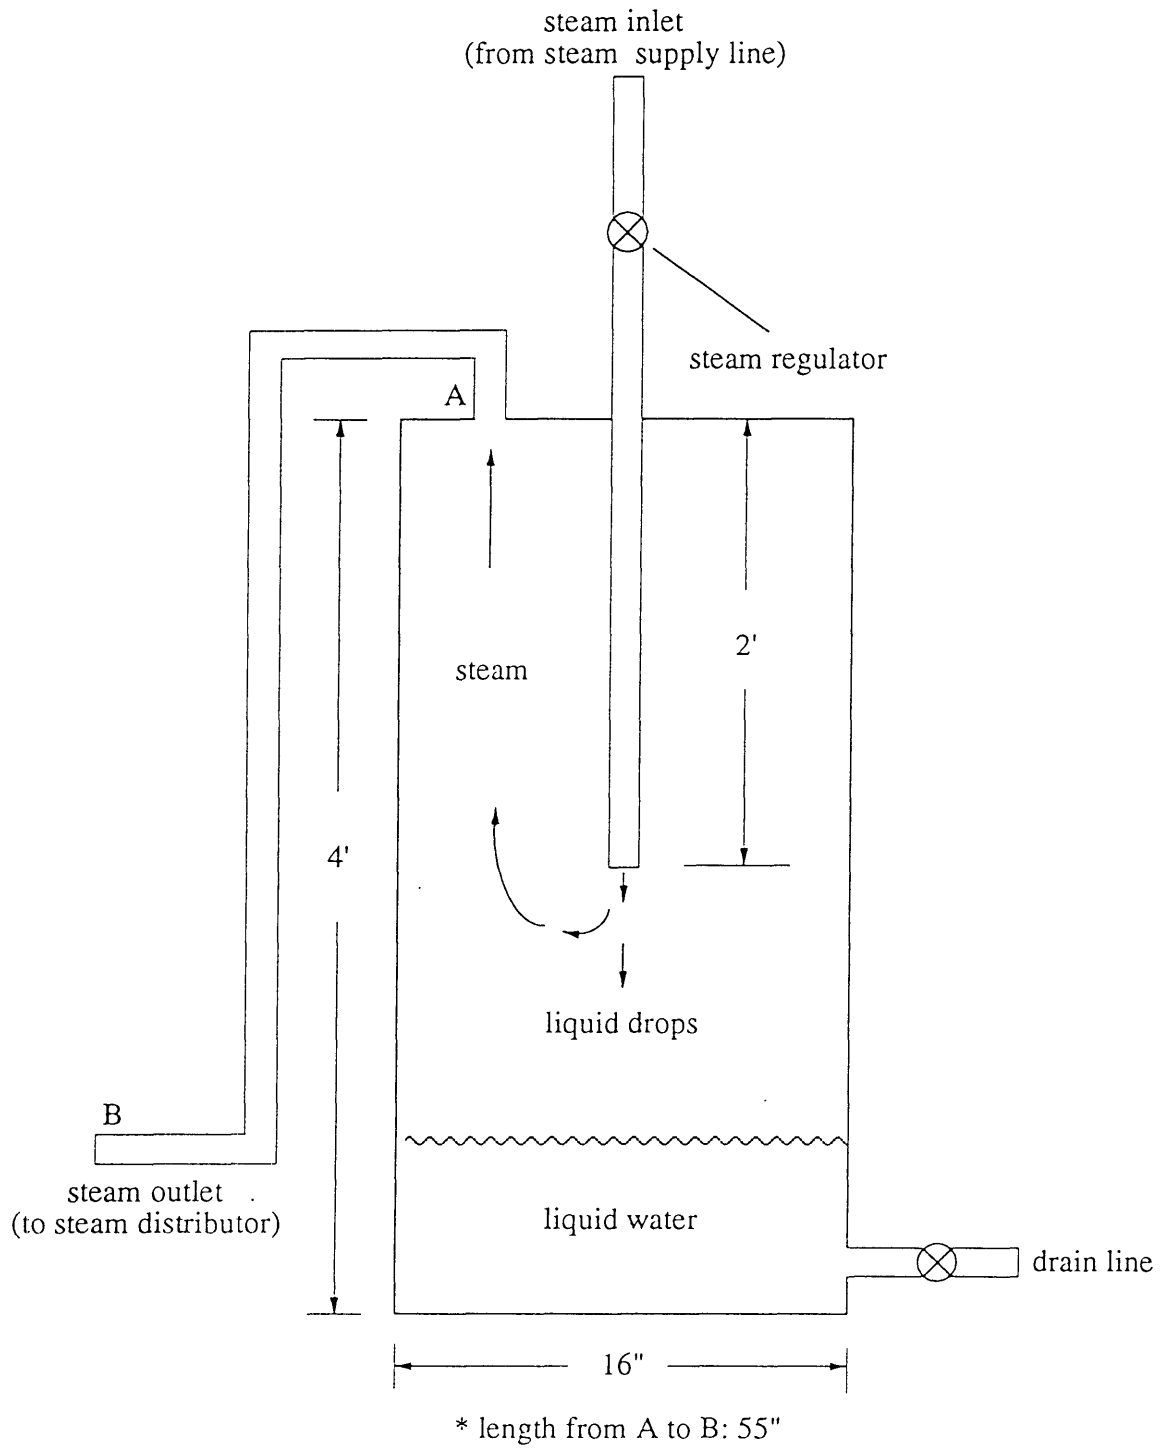 steam inlet
(from steam supply line)
steam regulator
A
2'
steam
4'
liquid drops
B
steam outlet
(to steam distributor)
liquid water
drain line
16"
* length from A to B: 55"